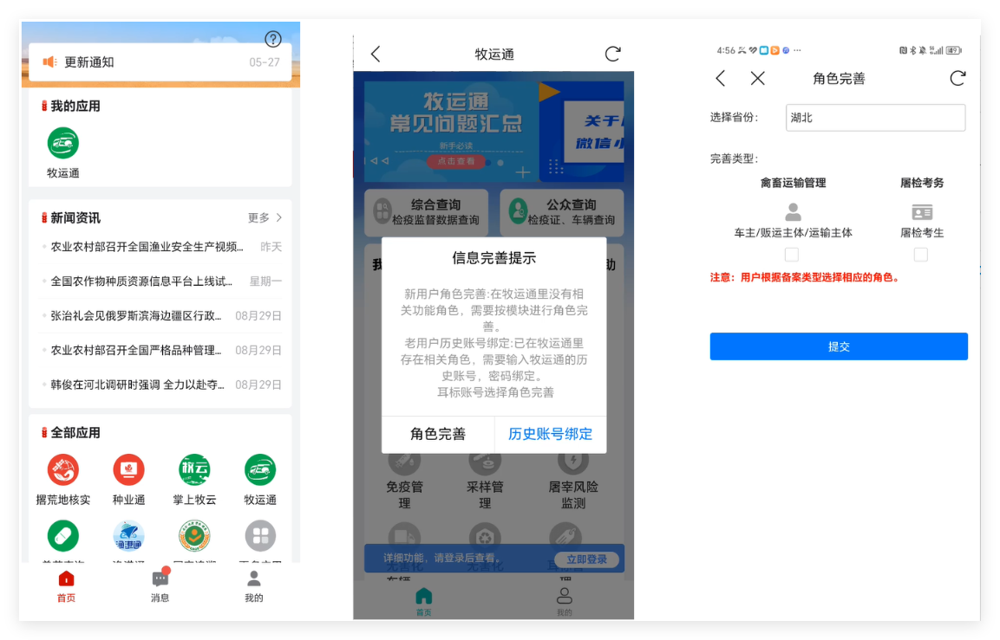 更新通知
05-27
我的应用
牧运通
新闻资讯
更多
农业农村部召开全国渔业安全生产视频... 昨天
全国农作物种质资源信息平台上线试... 星期一
张治礼会见俄罗斯滨海边疆区行政... 08月29日
农业农村部召开全国严格品种管理... 08月29日
韩俊在河北调研时强调 全力以赴夺... 08月29日
全部应用
牧云
撂荒地核实
种业通
掌上牧云
牧运通
渔港通
首页
消息
我的
牧运通
牧运通
常见问题汇总
新手必读
点击查看
关于
微信小
综合查询
检疫监督数据查询
公众查询
检疫证、车辆查询
我
助
信息完善提示
新用户角色完善:在牧运通里没有相
关功能角色，需要按模块进行角色完
善。
老用户历史账号绑定:已在牧运通里
存在相关角色，需要输入牧运通的历
史账号，密码绑定。
耳标账号选择角色完善
角色完善
历史账号绑定
免疫管
理
采样管
理
屠宰风险
监测
详细功能，请登录后查看。
立即登录
首页
我的
4:56
49
角色完善
选择省份：
湖北
完善类型：
禽畜运输管理
屠检考务
车主/贩运主体/运输主体
屠检考生
注意：用户根据备案类型选择相应的角色。
提交